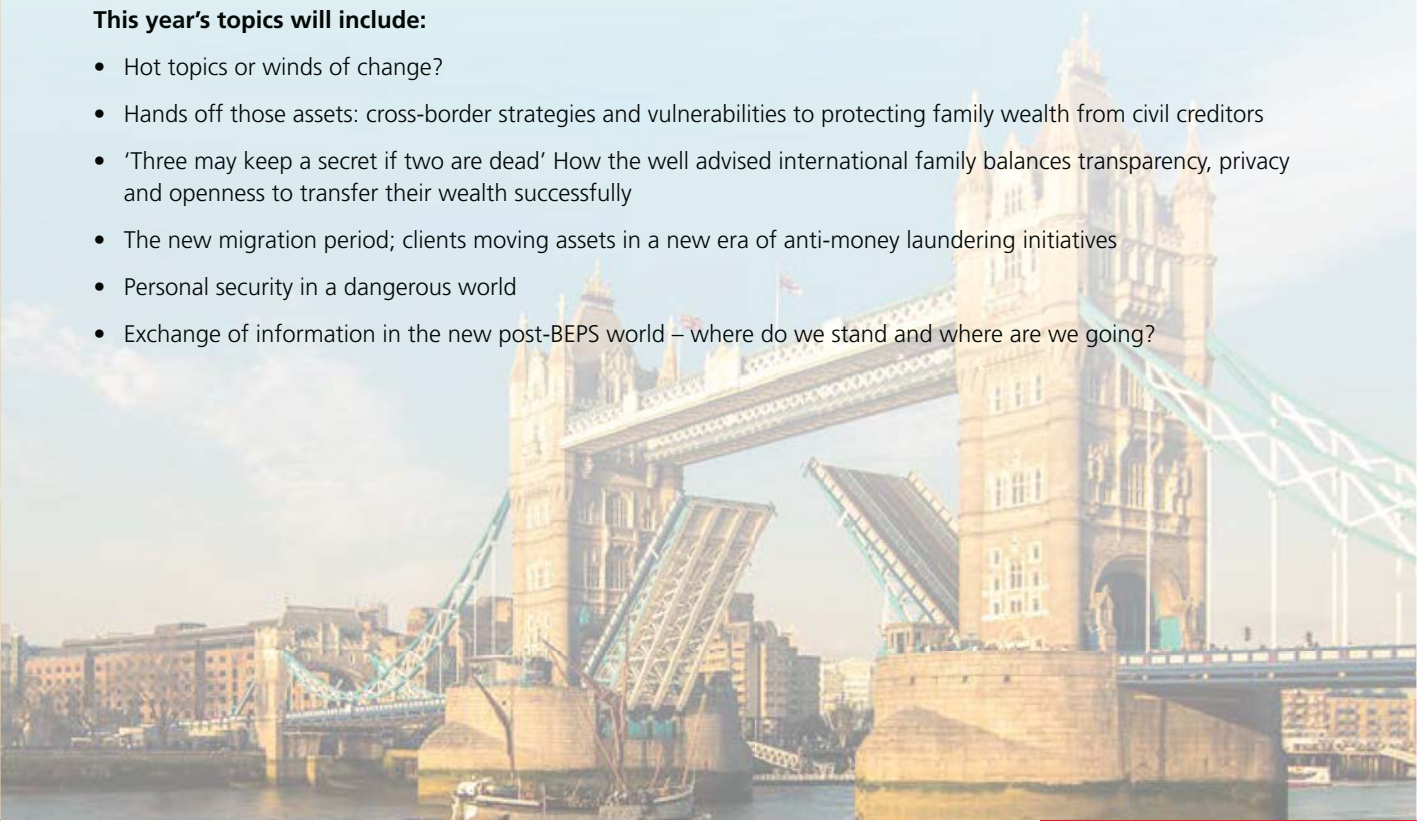 This year’s topics will include:
• Hot topics or winds of change?
• Hands off those assets: cross-border strategies and vulnerabilities to protecting family wealth from civil creditors
• ‘Three may keep a secret if two are dead’ How the well advised international family balances transparency, privacy
and openness to transfer their wealth successfully
• The new migration period; clients moving assets in a new era of anti-money laundering initiatives
• Personal security in a dangerous world
• Exchange of information in the new post-BEPS world – where do we stand and where are we going?